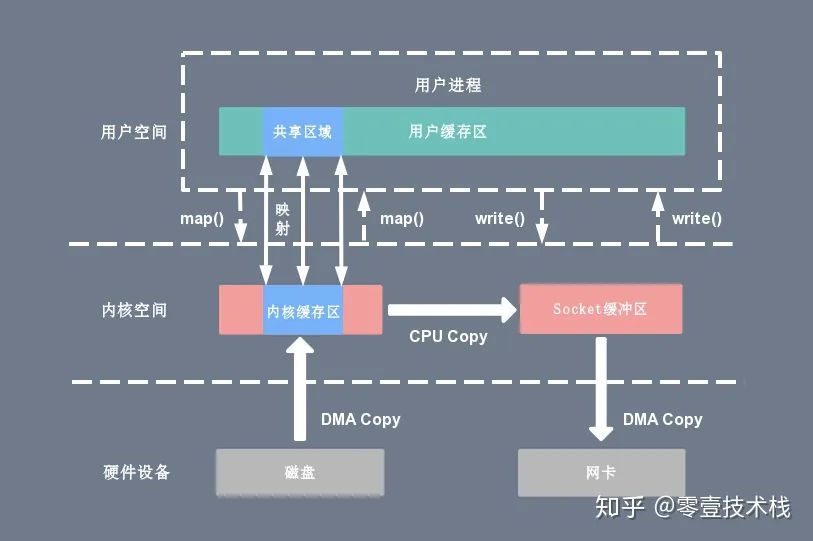 用户进程
用户空间
共享区域
用户缓存区
map()
映
射
map()
write()
write()
内核空间
内核缓存区
Socket缓冲区
CPU Copy
DMA Copy
DMA Copy
硬件设备
磁盘
网卡
知乎 @零壹技术栈